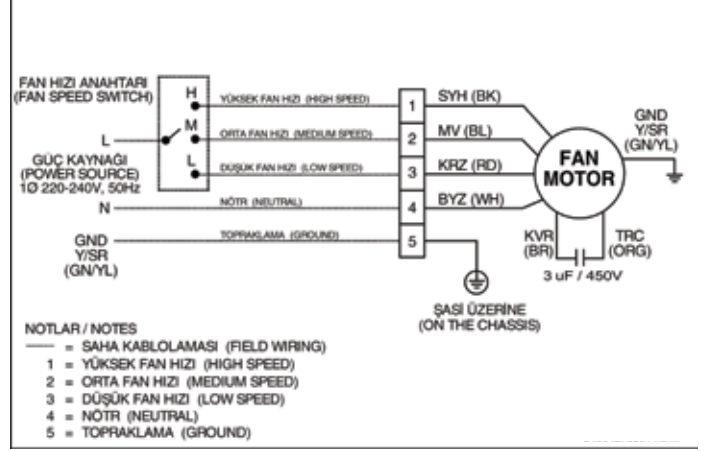 FAN HIZI ANAHTARI
(FAN SPEED SWITCH)
H
M
L
L
GÜÇ KAYNAĞI
(POWER SOURCE)
1Ø 220-240V, 50Hz
N
GND
Y/SR
(GN/YL)
YÜKSEK FAN HIZI (HIGH SPEED)
ORTA FAN HIZI (MEDIUM SPEED)
DÜŞÜK FAN HIZI (LOW SPEED)
NÖTR (NEUTRAL)
TOPRAKLAMA (GROUND)
1
2
3
4
5
SYH (BK)
MV (BL)
KRZ (RD)
BYZ (WH)
FAN
MOTOR
GND
Y/SR
(GN/YL)
KVR
(BR)
TRC
(ORG)
3 uF / 450V
ŞASİ ÜZERİNE
(ON THE CHASSIS)
NOTLAR / NOTES
= SAHA KABLOLAMASI (FIELD WIRING)
1 = YÜKSEK FAN HIZI (HIGH SPEED)
2 = ORTA FAN HIZI (MEDIUM SPEED)
3 = DÜŞÜK FAN HIZI (LOW SPEED)
4 = NÖTR (NEUTRAL)
5 = TOPRAKLAMA (GROUND)